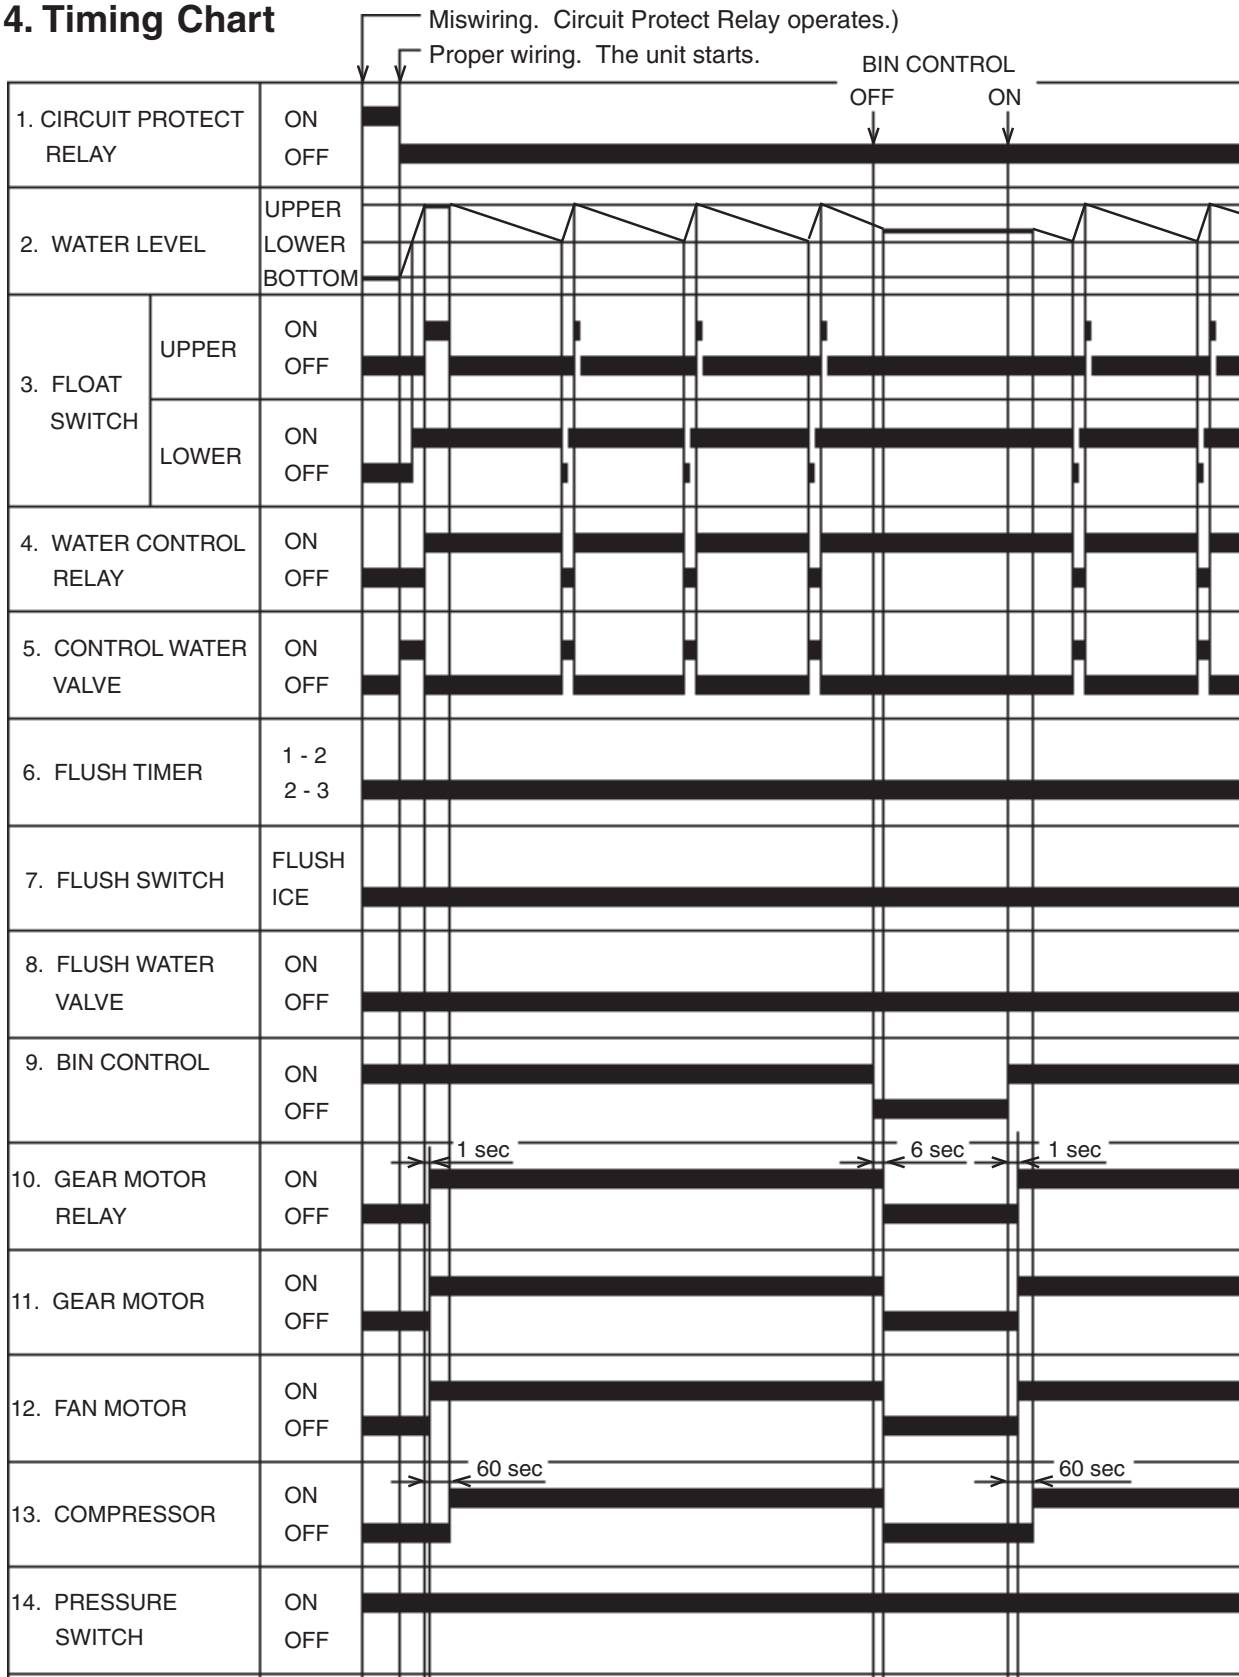 4. Timing Chart
Miswiring.  Circuit Protect Relay operates.)
Proper wiring.  The unit starts.
BIN CONTROL
OFF ON
1. CIRCUIT PROTECT ON
RELAY OFF
UPPER
2. WATER LEVEL LOWER
BOTTOM
ON
UPPER
OFF
3. FLOAT
SWITCH
ON
LOWER
OFF
4. WATER CONTROL ON
RELAY OFF
5. CONTROL WATER ON
VALVE OFF
1 - 2
6. FLUSH TIMER
2 - 3
FLUSH
7. FLUSH SWITCH
ICE
8. FLUSH WATER ON
VALVE OFF
9. BIN CONTROL
ON
OFF
1 sec 6 sec 1 sec
10. GEAR MOTOR ON
RELAY OFF
ON
11. GEAR MOTOR
OFF
ON
12. FAN MOTOR
OFF
60 sec 60 sec
ON
13. COMPRESSOR
OFF
14. PRESSURE ON
SWITCH OFF